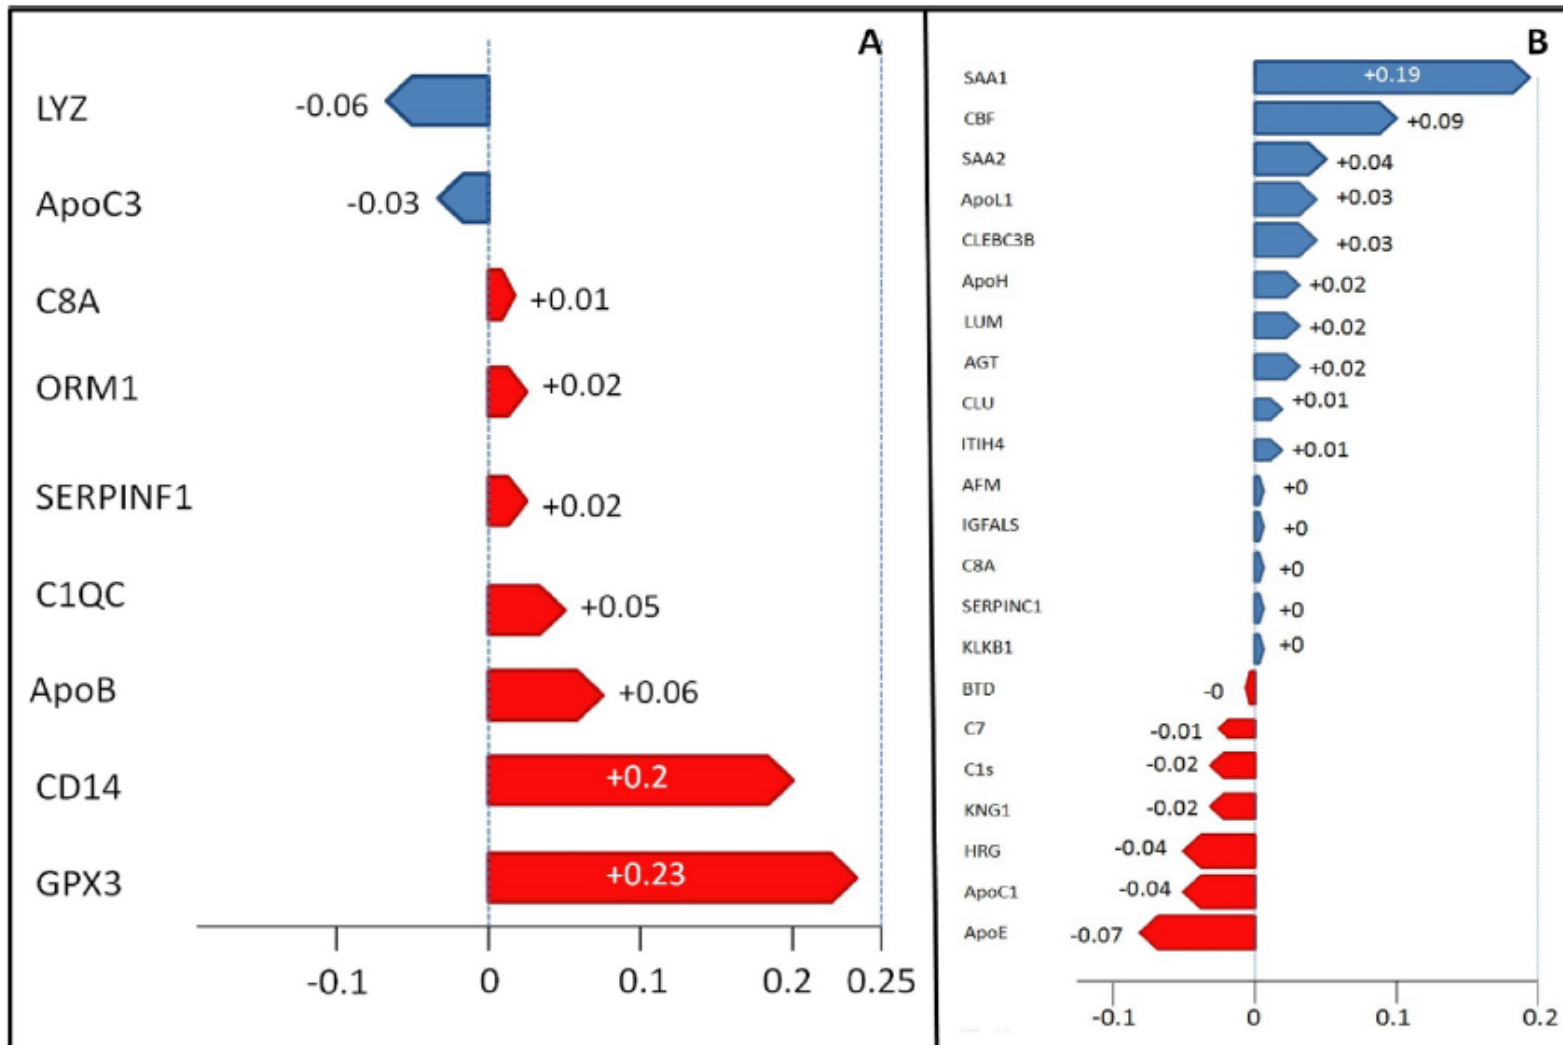 A
LYZ -0.06
ApoC3 -0.03
C8A +0.01
ORM1 +0.02
SERPINF1 +0.02
C1QC +0.05
ApoB +0.06
CD14 +0.2
GPX3 +0.23
-0.1 0 0.1 0.2 0.25
B
SAA1 +0.19
CBF +0.09
SAA2 +0.04
ApoL1 +0.03
CLEBC3B +0.03
ApoH +0.02
LUM +0.02
AGT +0.02
CLU +0.01
ITIH4 +0.01
AFM +0
IGFALS +0
C8A +0
SERPINC1 +0
KLKB1 +0
BTD -0
C7 -0.01
C1s -0.02
KNG1 -0.02
HRG -0.04
ApoC1 -0.04
ApoE -0.07
-0.1 0 0.1 0.2